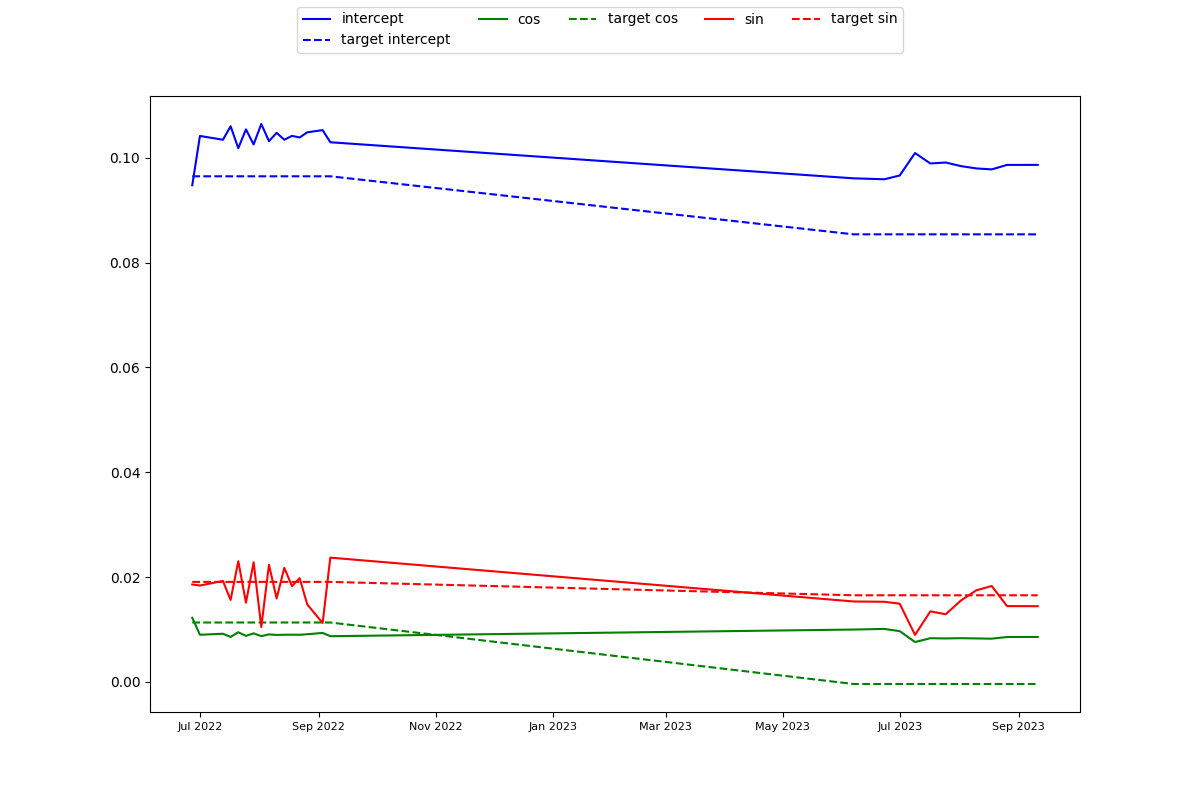 intercept cos target cos sin target sin
target intercept
0.10
0.08
0.06
0.04
0.02
0.00
Jul 2022 Sep 2022 Nov 2022 Jan 2023 Mar 2023 May 2023 Jul 2023 Sep 2023